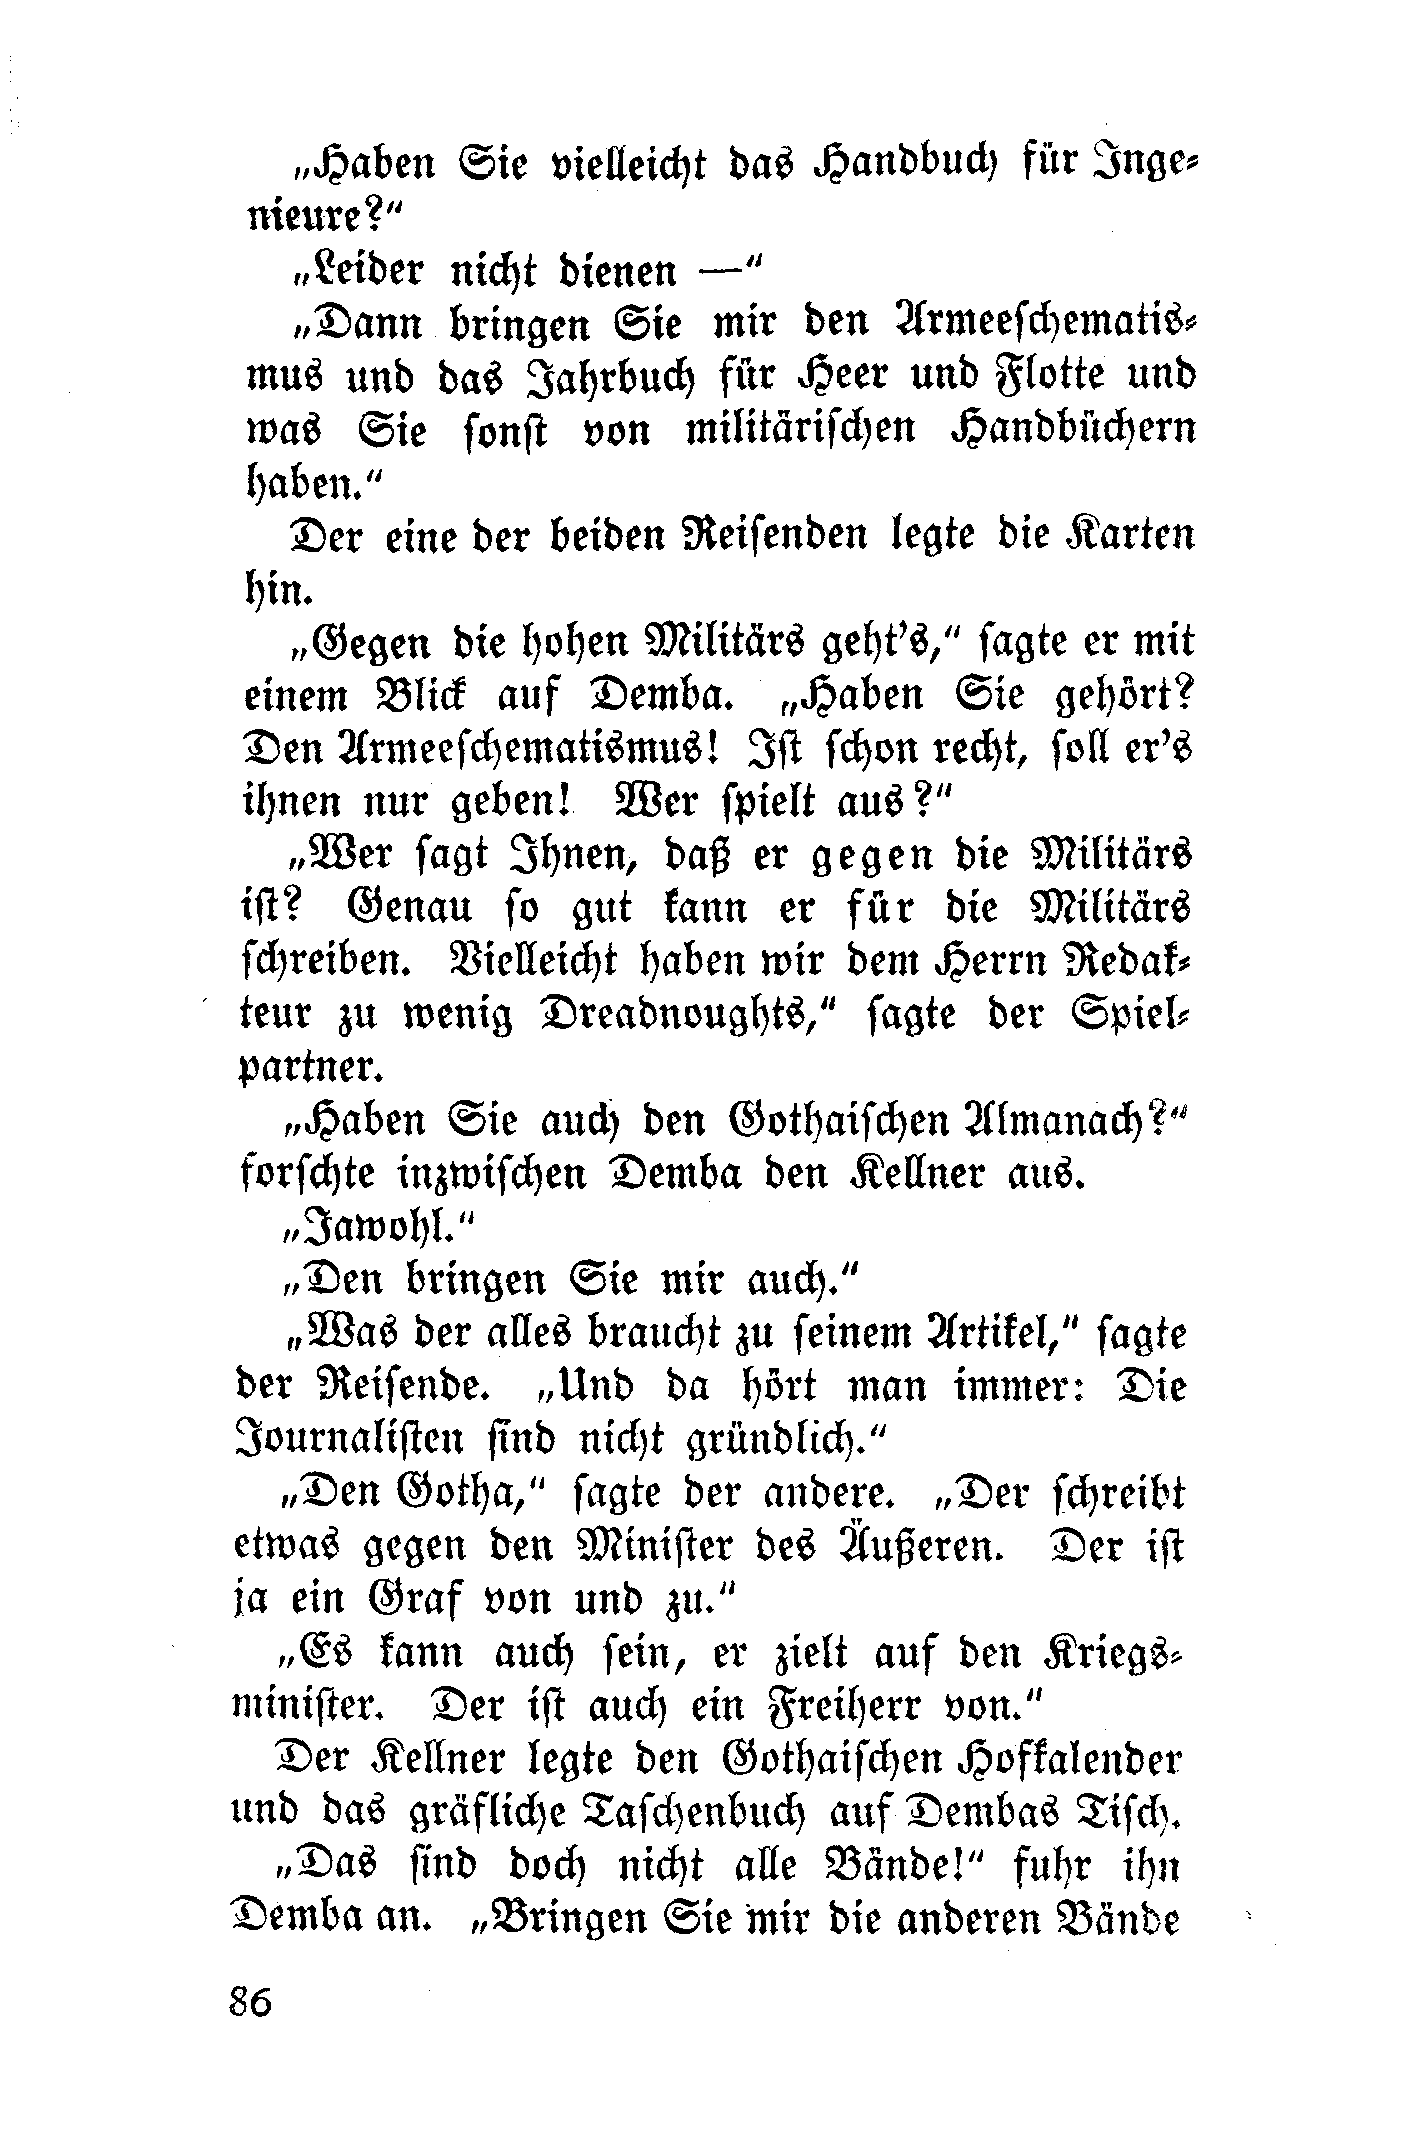 „Haben Sie vielleicht das Handbuch für Inge-
nieure?“
„Leider nicht dienen —“
„Dann bringen Sie mir den Armeeschematis-
mus und das Jahrbuch für Heer und Flotte und
was Sie sonst von militärischen Handbüchern
haben.“
Der eine der beiden Reisenden legte die Karten
hin.
„Gegen die hohen Militärs geht’s,“ sagte er mit
einem Blick auf Demba. „Haben Sie gehört?
Den Armeeschematismus! Ist schon recht, soll er’s
ihnen nur geben! Wer spielt aus?“
„Wer sagt Ihnen, daß er gegen die Militärs
ist? Genau so gut kann er für die Militärs
schreiben. Vielleicht haben wir dem Herrn Redak-
teur zu wenig Dreadnoughts,“ sagte der Spiel-
partner.
„Haben Sie auch den Gothaischen Almanach?“
forschte inzwischen Demba den Kellner aus.
„Jawohl.“
„Den bringen Sie mir auch.“
„Was der alles braucht zu seinem Artikel,“ sagte
der Reisende. „Und da hört man immer: Die
Journalisten sind nicht gründlich.“
„Den Gotha,“ sagte der andere. „Der schreibt
etwas gegen den Minister des Äußeren. Der ist
ja ein Graf von und zu.“
„Es kann auch sein, er zielt auf den Kriegs-
minister. Der ist auch ein Freiherr von.“
Der Kellner legte den Gothaischen Hofkalender
und das gräfliche Taschenbuch auf Dembas Tisch.
„Das sind doch nicht alle Bände!“ fuhr ihn
Demba an. „Bringen Sie mir die anderen Bände
86